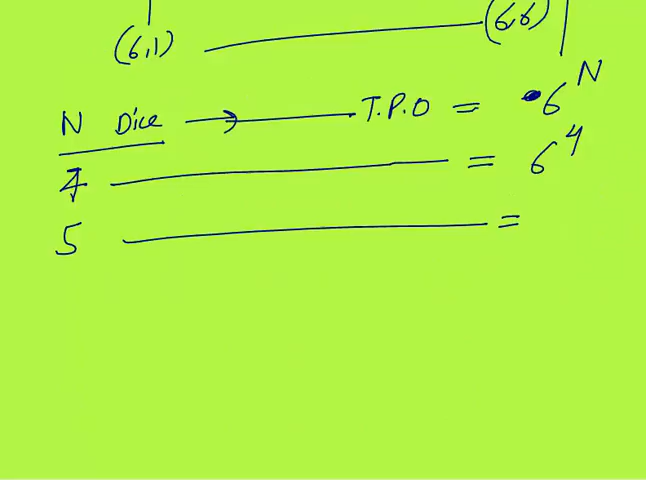 (6,1) (6,6)
N Dice → T.P.O = 6^N
4 = 6^4
5 =